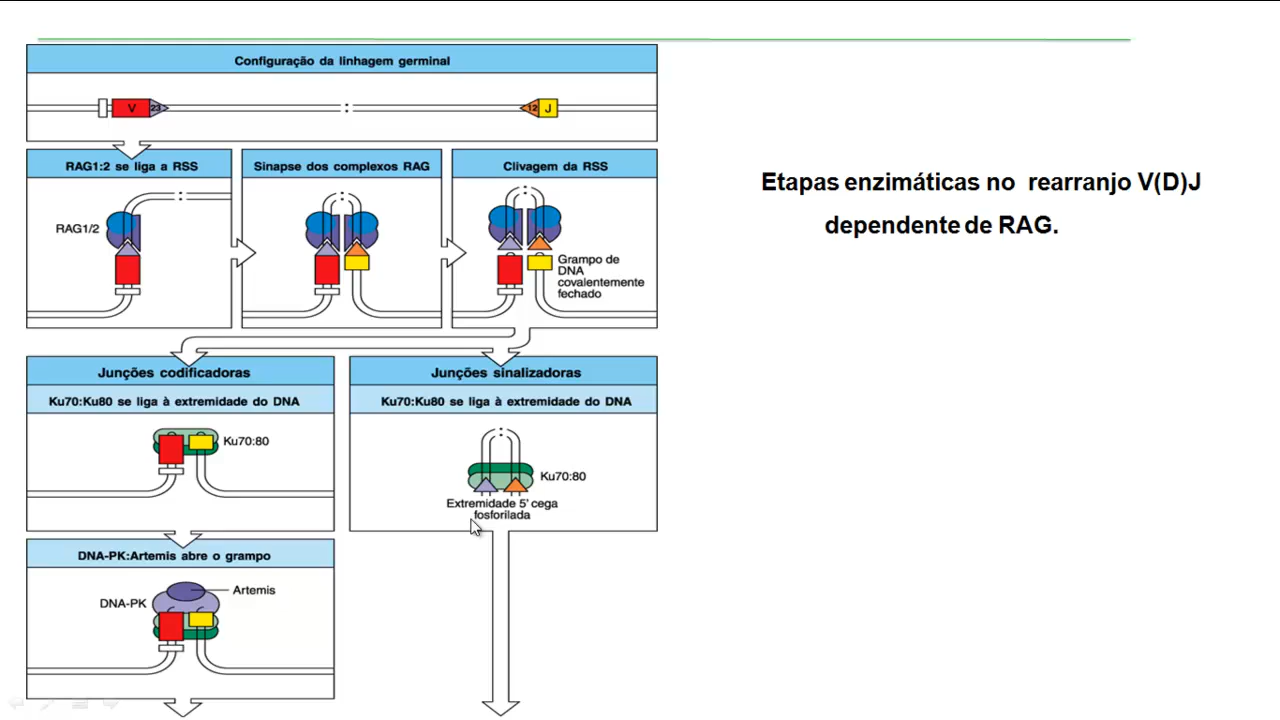 Configuração da linhagem germinal
V 23
12 J
RAG1:2 se liga a RSS
Sinapse dos complexos RAG
Clivagem da RSS
RAG1/2
Grampo de
DNA
covalentemente
fechado
Etapas enzimáticas no rearranjo V(D)J
dependente de RAG.
Junções codificadoras
Ku70:Ku80 se liga à extremidade do DNA
Ku70:80
Junções sinalizadoras
Ku70:Ku80 se liga à extremidade do DNA
Ku70:80
Extremidade 5' cega
fosforilada
DNA-PK:Artemis abre o grampo
Artemis
DNA-PK